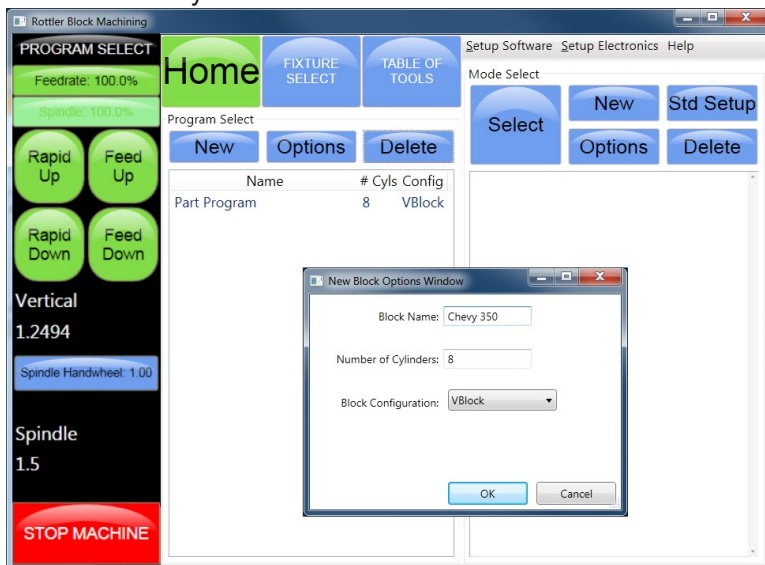 Rottler Block Machining
PROGRAM SELECT
Feedrate: 100.0%
Spindle: 100.0%
Rapid Up
Feed Up
Rapid Down
Feed Down
Vertical
1.2494
Spindle Handwheel: 1.00
Spindle
1.5
STOP MACHINE
Home
FIXTURE SELECT
TABLE OF TOOLS
Program Select
New Options Delete
Name # Cyls Config
Part Program 8 VBlock
Setup Software Setup Electronics Help
Mode Select
Select
New
Std Setup
Options
Delete
New Block Options Window
Block Name: Chevy 350
Number of Cylinders: 8
Block Configuration: VBlock
OK Cancel